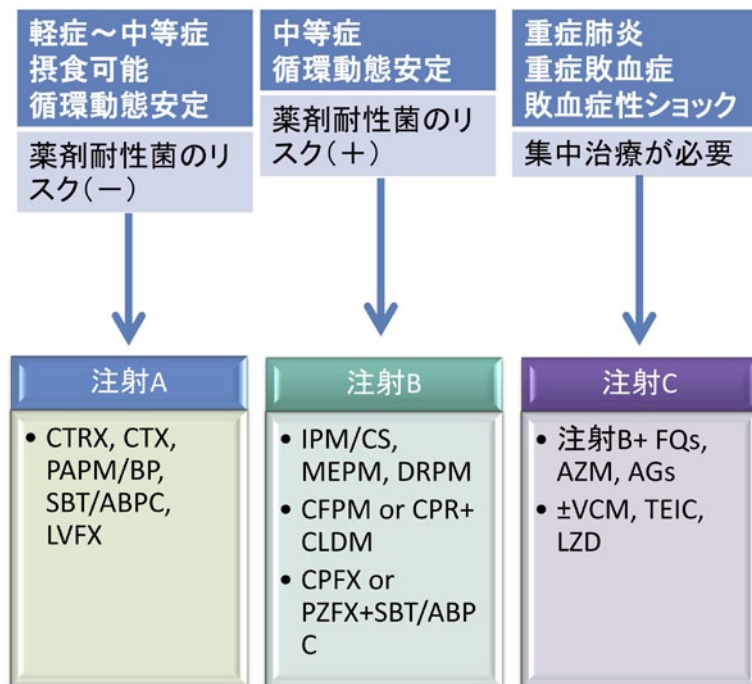 軽症～中等症
摂食可能
循環動態安定
薬剤耐性菌のリ
スク(－)
注射A
• CTRX, CTX,
PAPM/BP,
SBT/ABPC,
LVFX
中等症
循環動態安定
薬剤耐性菌のリ
スク(＋)
注射B
• IPM/CS,
MEPM, DRPM
• CFPM or CPR+
CLDM
• CPFX or
PZFX+SBT/ABP
C
重症肺炎
重症敗血症
敗血症性ショック
集中治療が必要
注射C
• 注射B+ FQs,
AZM, AGs
• ±VCM, TEIC,
LZD